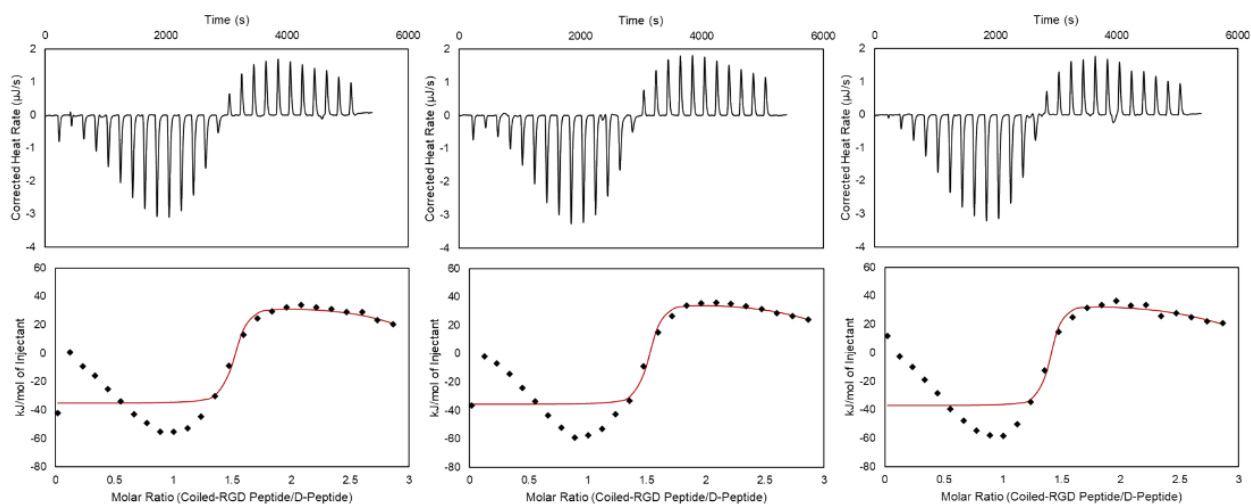 Time (s)
Time (s)
Time (s)
0 2000 4000 6000
0 2000 4000 6000
0 2000 4000 6000
2
1
0
-1
-2
-3
-4
Corrected Heat Rate (µJ/s)
2
1
0
-1
-2
-3
-4
Corrected Heat Rate (µJ/s)
2
1
0
-1
-2
-3
-4
Corrected Heat Rate (µJ/s)
60
40
20
0
-20
-40
-60
-80
kJ/mol of Injectant
60
40
20
0
-20
-40
-60
-80
kJ/mol of Injectant
60
40
20
0
-20
-40
-60
-80
kJ/mol of Injectant
0 0.5 1 1.5 2 2.5 3
0 0.5 1 1.5 2 2.5 3
0 0.5 1 1.5 2 2.5 3
Molar Ratio (Coiled-RGD Peptide/D-Peptide)
Molar Ratio (Coiled-RGD Peptide/D-Peptide)
Molar Ratio (Coiled-RGD Peptide/D-Peptide)